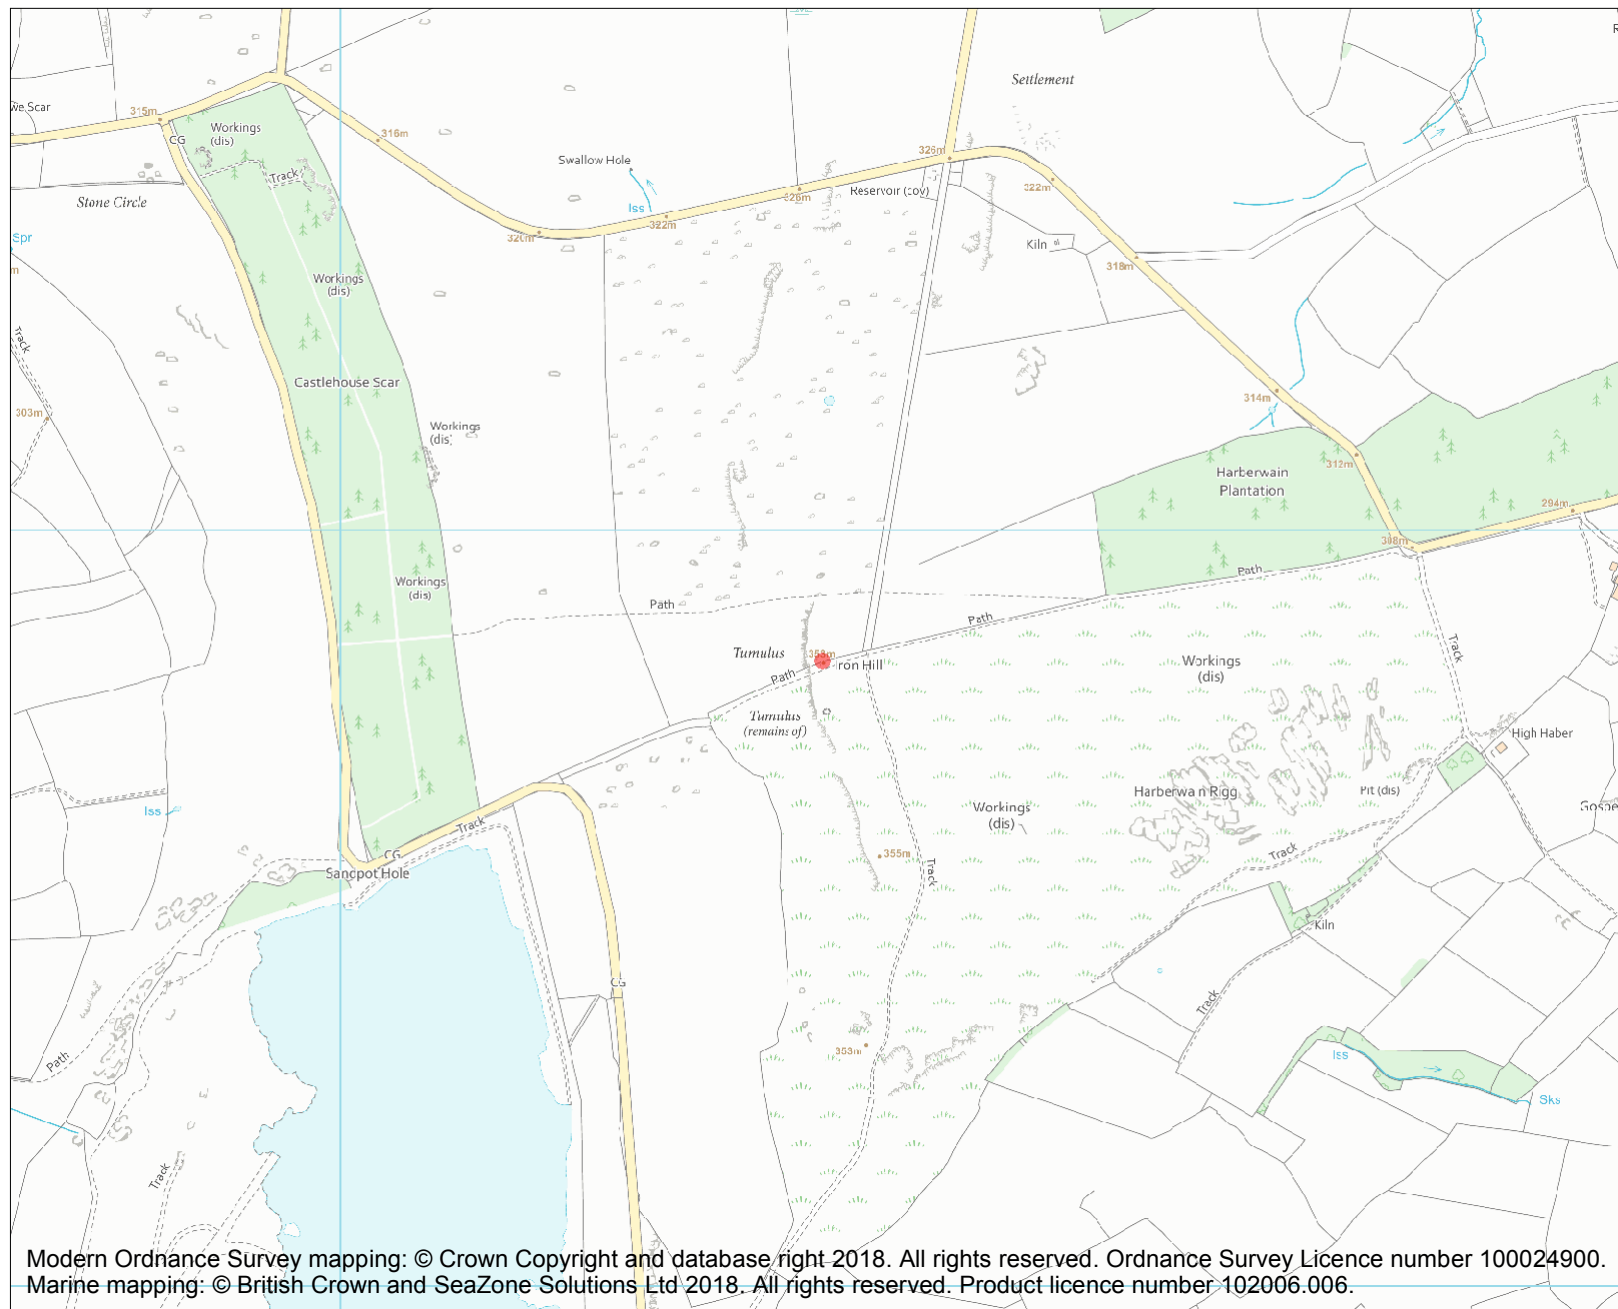 Settlement
we Scar
315m
Workings
(dis)
CG
316m
Track
Stone Circle
Swallow Hole
Iss
322m
326m
326m
Reservoir (cov)
322m
320m
Kiln
318m
Spr
m
Workings
(dis)
Track
Castlehouse Scar
303m
314m
Workings
(dis)
312m
Harberwain
Plantation
294m
308m
Workings
(dis)
Path
Path
Path
Track
Tumulus
358m
Iron Hill
Path
Workings
(dis)
Tumulus
(remains of)
High Haber
Pit (dis)
Harberwain Rigg
Workings
(dis)
Iss
Track
CG
Sandpot Hole
355m
Track
Track
Kiln
CG
Track
Path
353m
Iss
Sks
Track
Modern Ordnance Survey mapping: © Crown Copyright and database right 2018. All rights reserved. Ordnance Survey Licence number 100024900.
Marine mapping: © British Crown and SeaZone Solutions Ltd 2018. All rights reserved. Product licence number 102006.006.